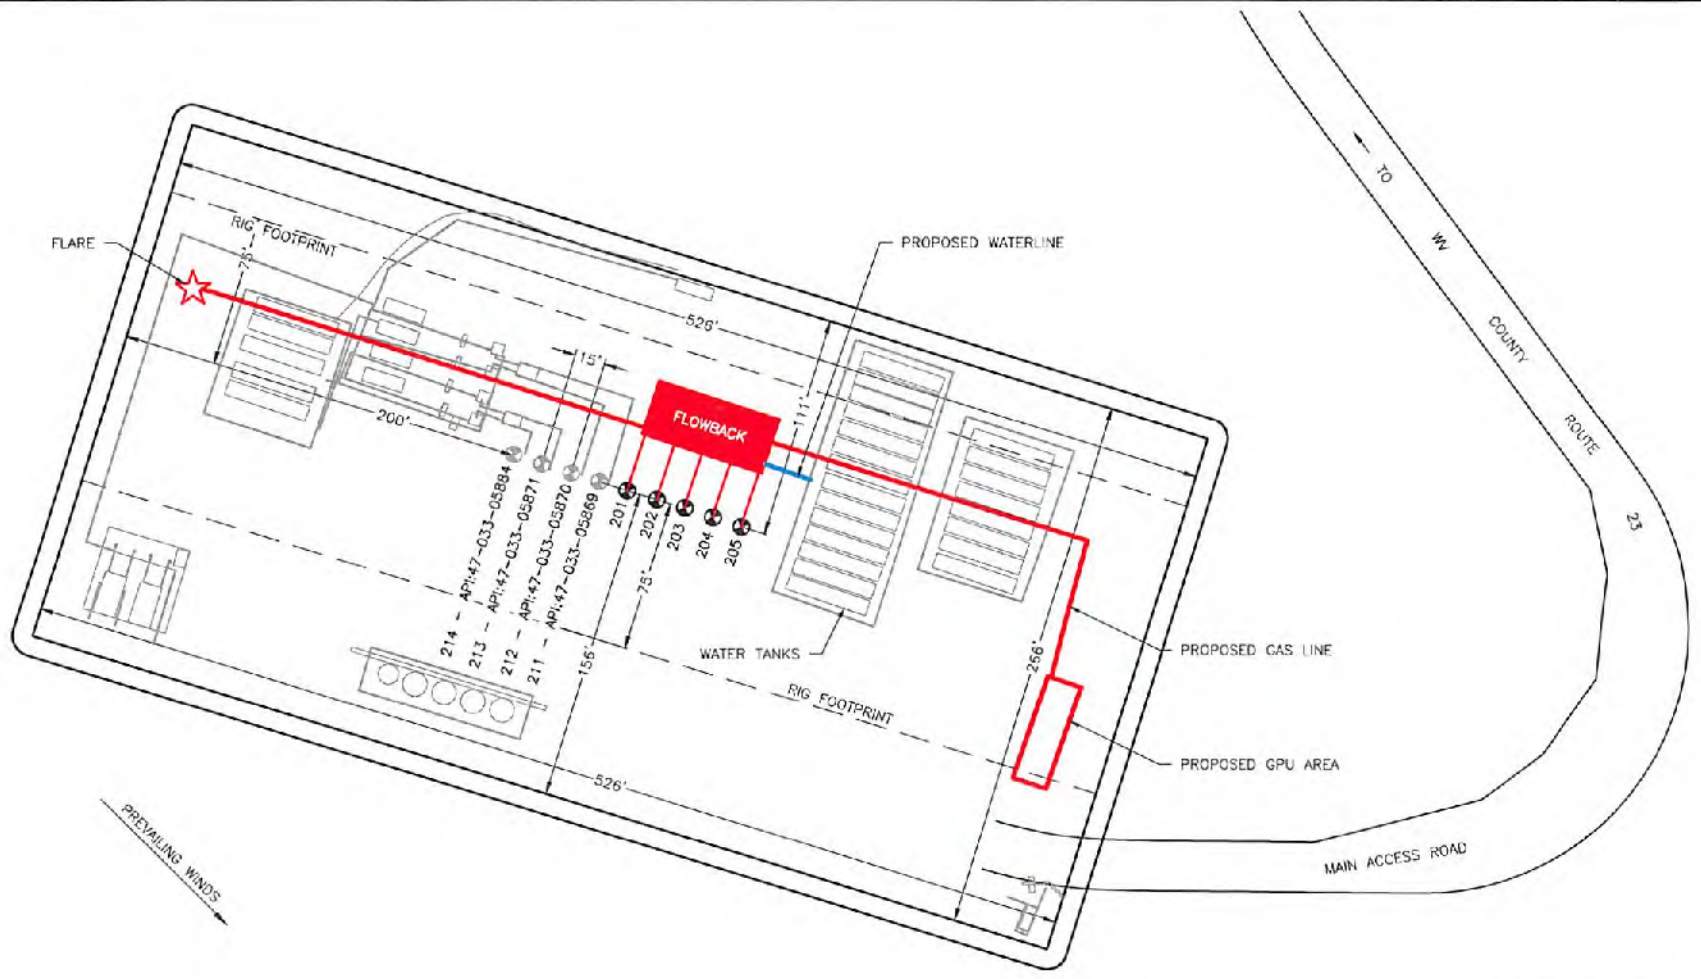 TO WV COUNTY ROUTE 23
FLARE
RIG FOOTPRINT
75'
PROPOSED WATERLINE
526'
15'
200'
111'
FLOWBACK
214 - API:47-033-05884
213 - API:47-033-05871
212 - API:47-033-05870
211 - API:47-033-05869
201
202
203
204
205
75'
156'
WATER TANKS
266'
PROPOSED GAS LINE
RIG FOOTPRINT
PROPOSED GPU AREA
526'
PREVAILING WINDS
MAIN ACCESS ROAD